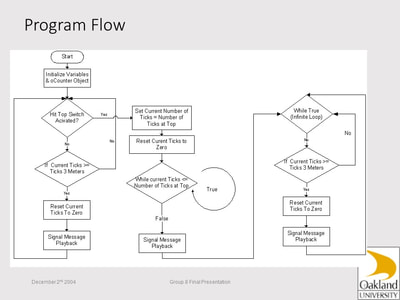 Program Flow
Start
Initialize Variables
& sCounter Object
Hit Top Switch
Activated?
Yes
No
No
If Current Ticks >=
Ticks 3 Meters
Yes
Reset Current
Ticks To Zero
Signal Message
Playback
Set Current Number of
Ticks = Number of
Ticks at Top
Reset Current Ticks to
Zero
While current Ticks <=
Number of Ticks at Top
True
False
Signal Message
Playback
While True
(Infinite Loop)
No
No
If Current Ticks >=
Ticks 3 Meters
Yes
Reset Current
Ticks To Zero
Signal Message
Playback
December 2nd 2004
Group 8 Final Presentation
Oakland
UNIVERSITY